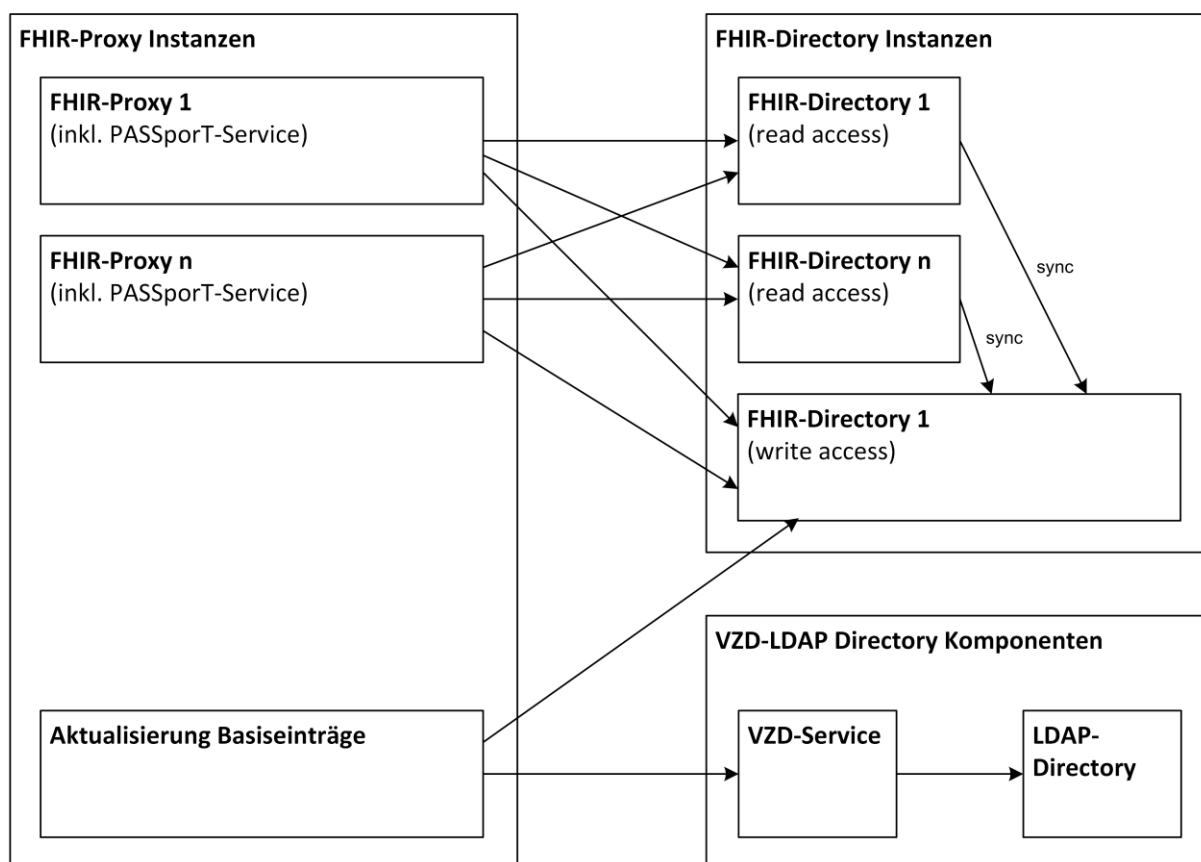 FHIR-Proxy Instanzen
FHIR-Proxy 1
(inkl. PASSporT-Service)
FHIR-Proxy n
(inkl. PASSporT-Service)
Aktualisierung Basiseinträge
FHIR-Directory Instanzen
FHIR-Directory 1
(read access)
FHIR-Directory n
(read access)
sync
sync
FHIR-Directory 1
(write access)
VZD-LDAP Directory Komponenten
VZD-Service
LDAP-
Directory